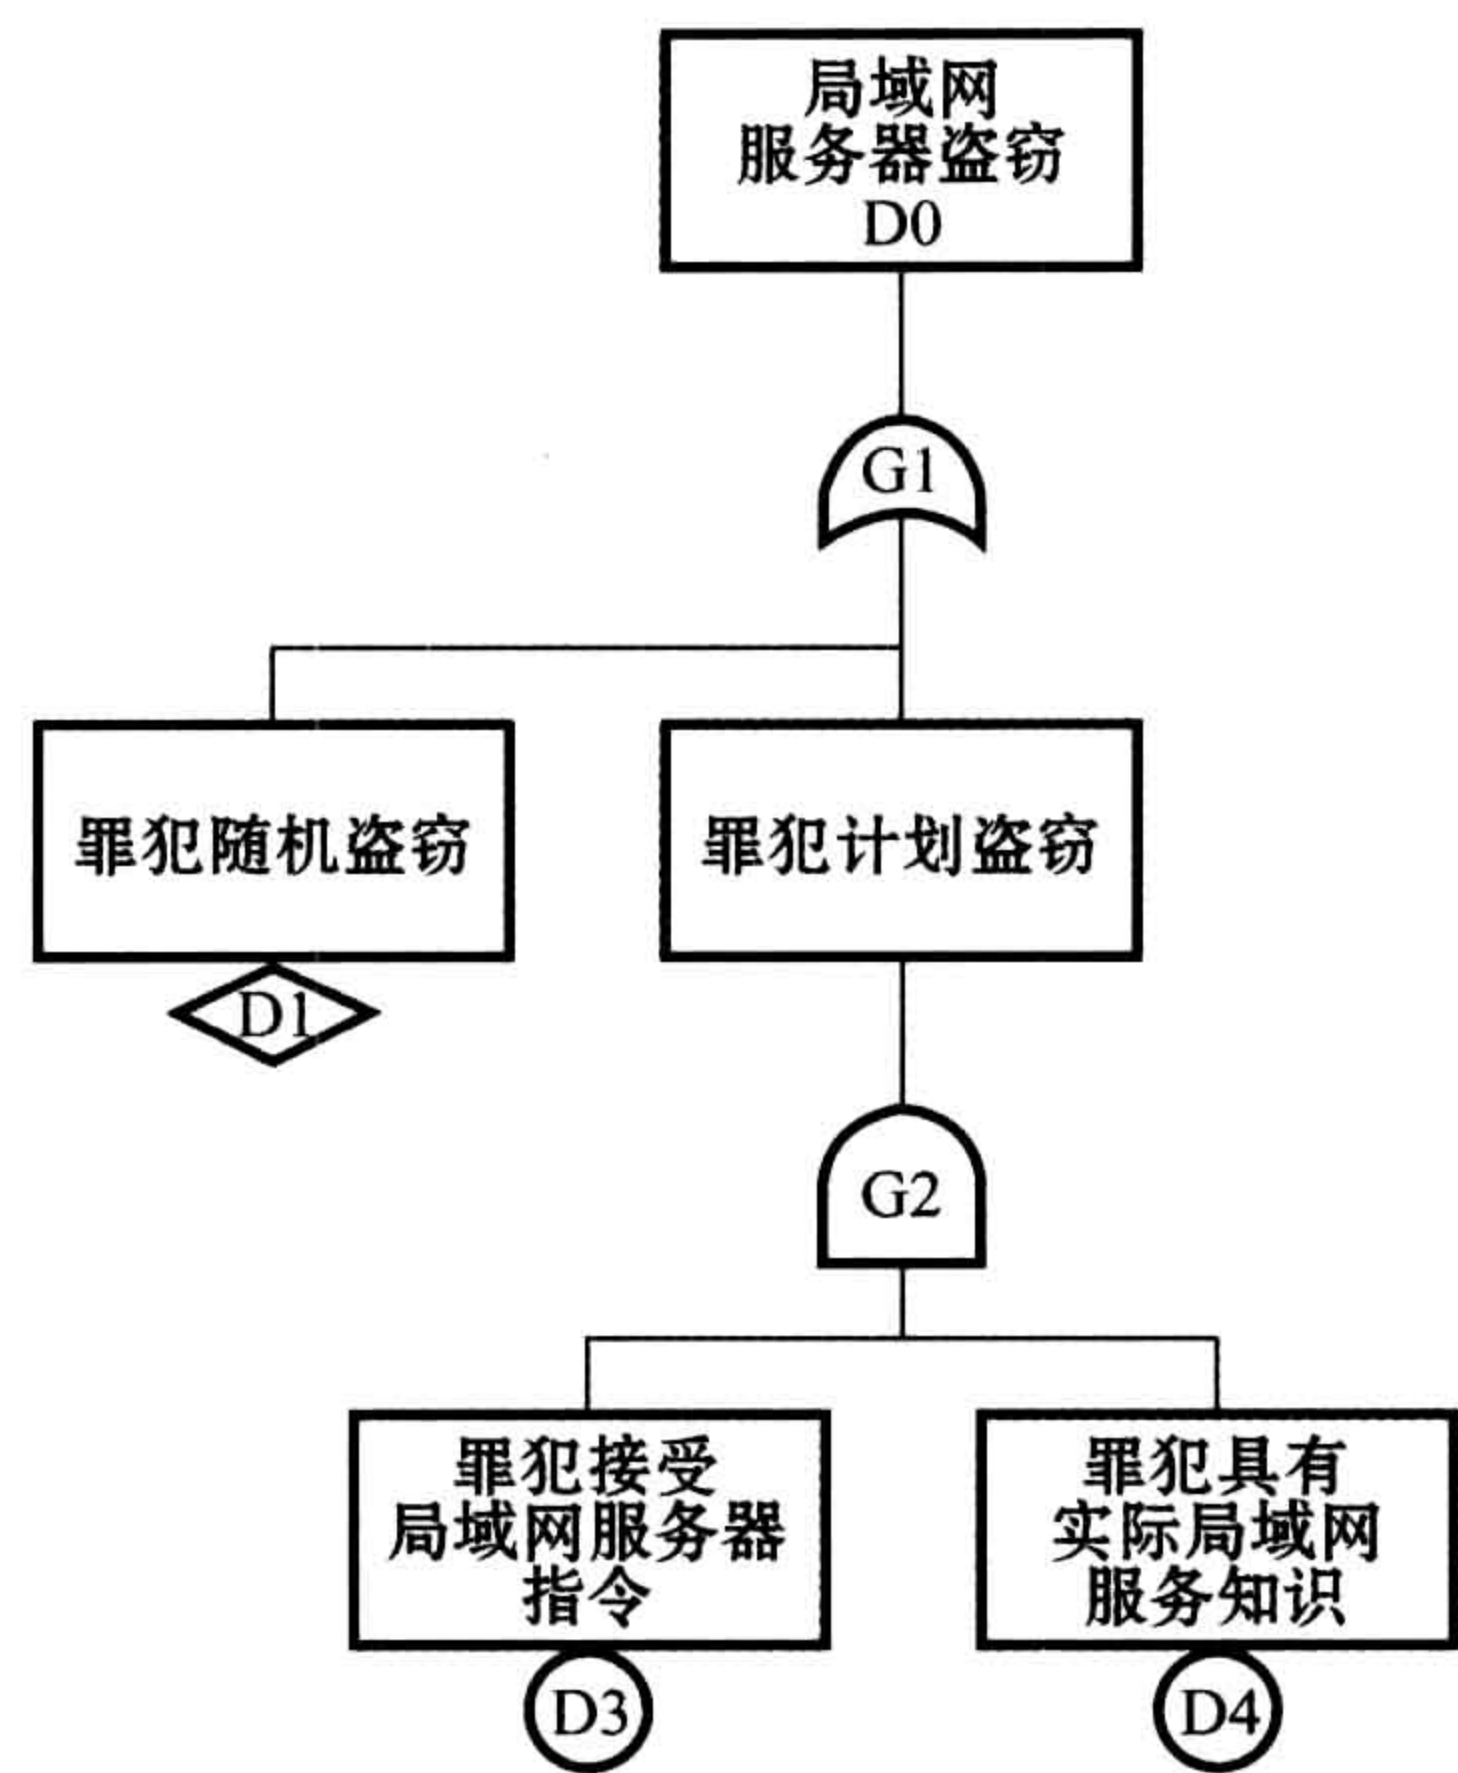 局域网
服务器盗窃
D0
G1
罪犯随机盗窃
罪犯计划盗窃
D1
G2
罪犯接受
局域网服务器
指令
罪犯具有
实际局域网
服务知识
D3
D4